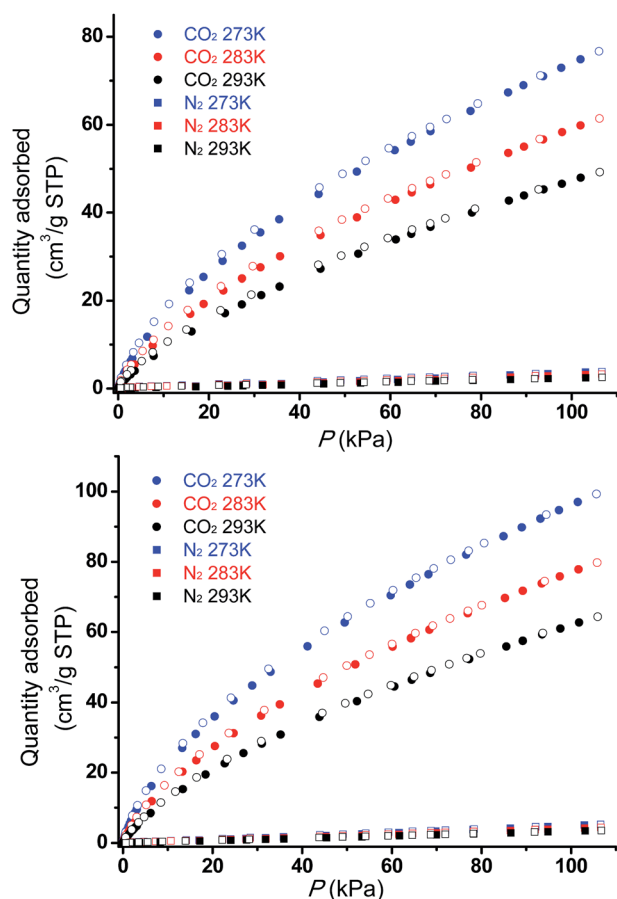 80
60
40
20
0
Quantity adsorbed
(cm³/g STP)
CO₂ 273K
CO₂ 283K
CO₂ 293K
N₂ 273K
N₂ 283K
N₂ 293K
0 20 40 60 80 100
P (kPa)
100
80
60
40
20
0
Quantity adsorbed
(cm³/g STP)
CO₂ 273K
CO₂ 283K
CO₂ 293K
N₂ 273K
N₂ 283K
N₂ 293K
0 20 40 60 80 100
P (kPa)